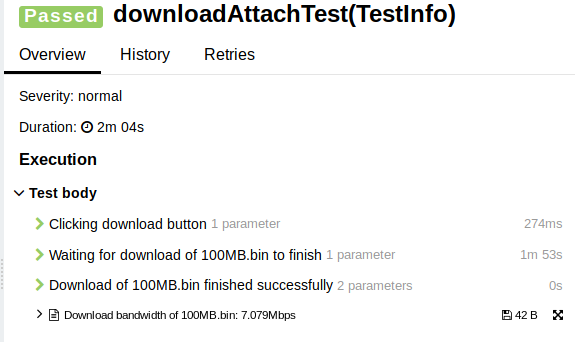 Passed downloadAttachTest(TestInfo)
Overview History Retries
Severity: normal
Duration: 2m 04s
Execution
Test body
Clicking download button 1 parameter 274ms
Waiting for download of 100MB.bin to finish 1 parameter 1m 53s
Download of 100MB.bin finished successfully 2 parameters 0s
Download bandwidth of 100MB.bin: 7.079Mbps 42 B